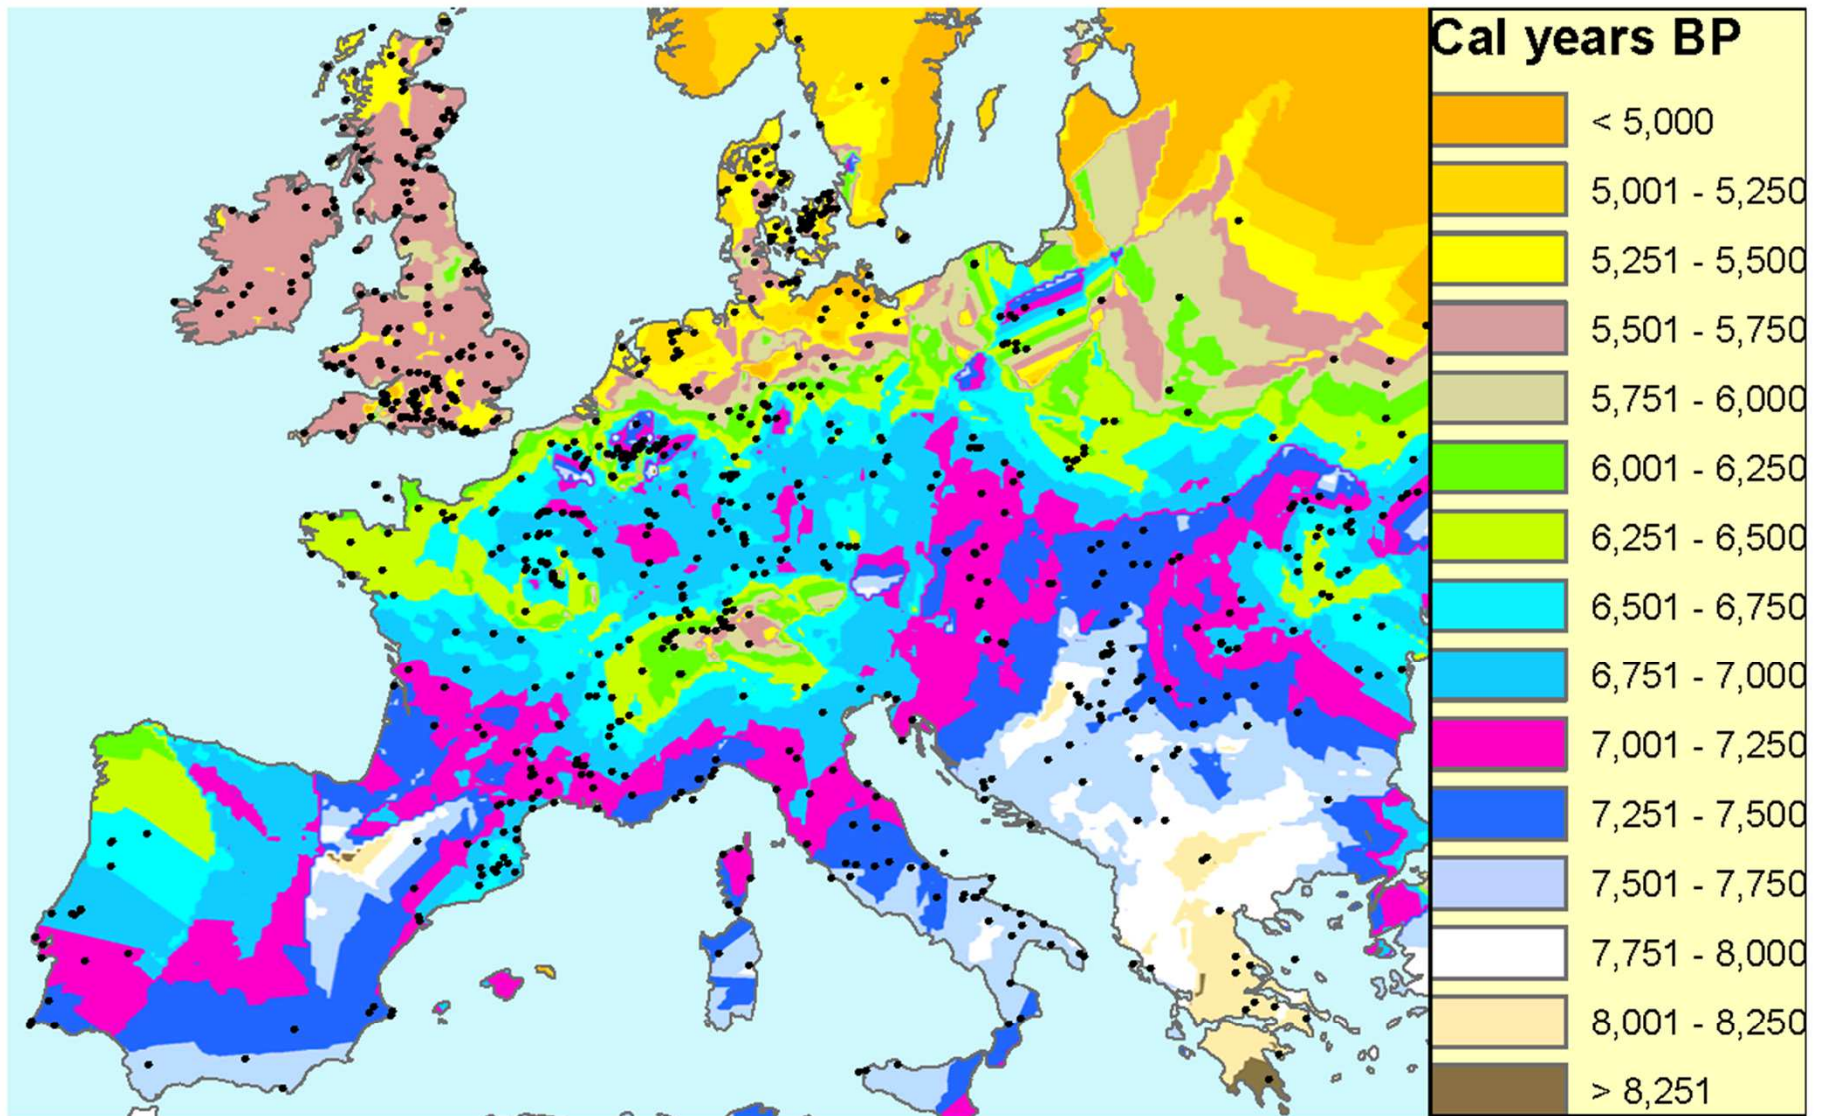 Cal years BP
< 5,000
5,001 - 5,250
5,251 - 5,500
5,501 - 5,750
5,751 - 6,000
6,001 - 6,250
6,251 - 6,500
6,501 - 6,750
6,751 - 7,000
7,001 - 7,250
7,251 - 7,500
7,501 - 7,750
7,751 - 8,000
8,001 - 8,250
> 8,251